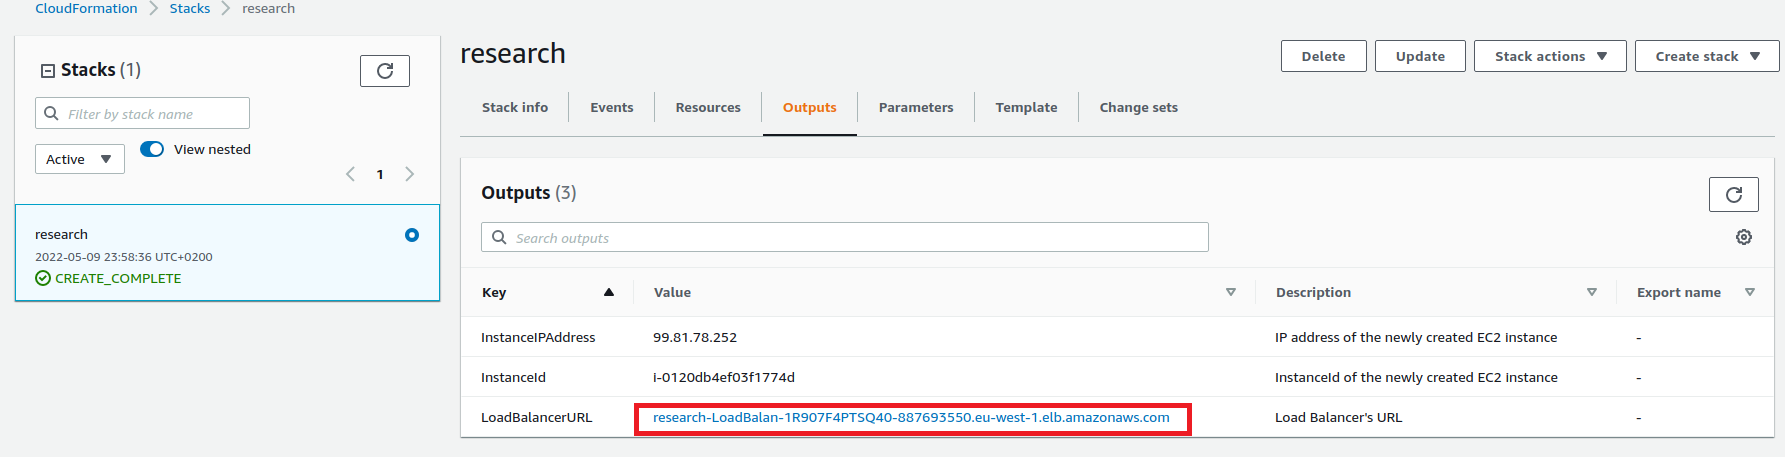 CloudFormation Stacks research
Stacks (1)
Filter by stack name
Active View nested
1
research
2022-05-09 23:58:36 UTC+0200
CREATE_COMPLETE
research
Delete Update Stack actions Create stack
Stack info Events Resources Outputs Parameters Template Change sets
Outputs (3)
Search outputs
Key Value Description Export name
InstanceIPAddress 99.81.78.252 IP address of the newly created EC2 instance -
InstanceId i-0120db4ef03f1774d InstanceId of the newly created EC2 instance -
LoadBalancerURL research-LoadBalan-1R907F4PTSQ40-887693550.eu-west-1.elb.amazonaws.com Load Balancer's URL -